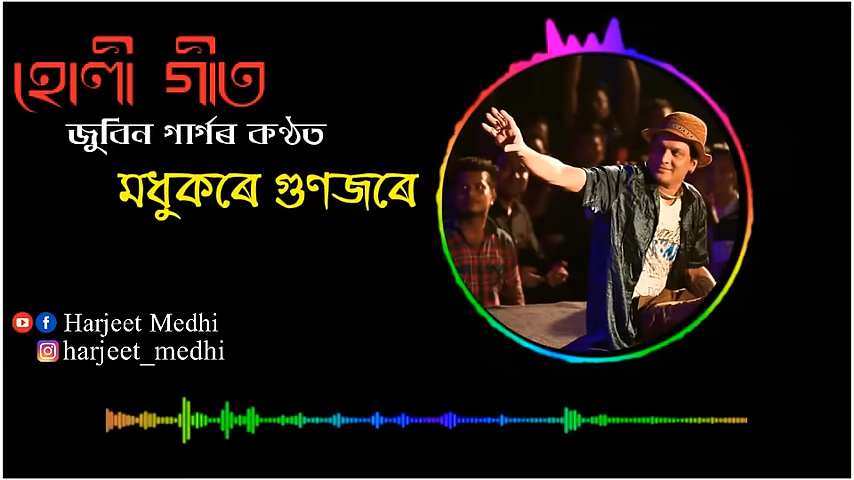 হোলী গীত
জুবিন গাৰ্গৰ কণ্ঠত
মধুকৰে গুণজৰে
Harjeet Medhi
harjeet_medhi